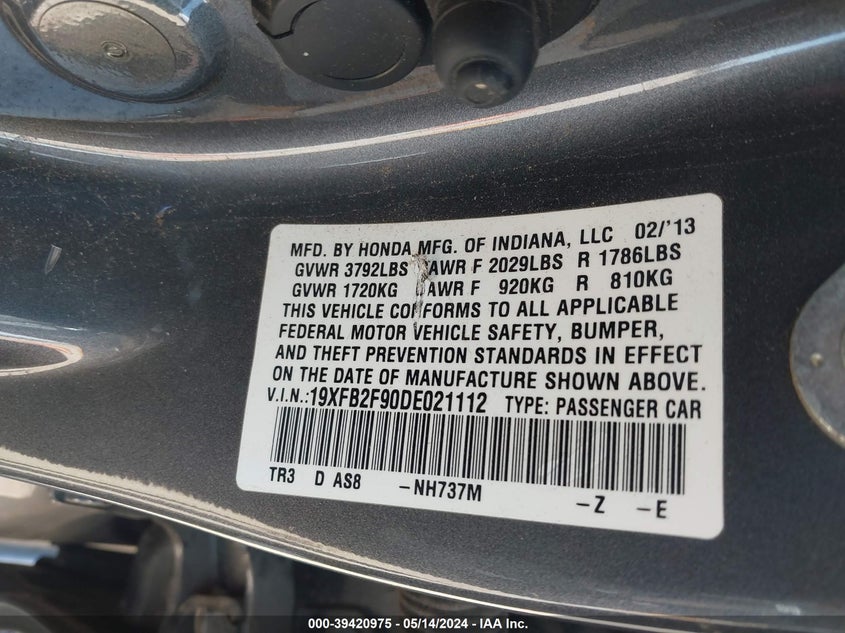 MFD. BY HONDA MFG. OF INDIANA, LLC 02/'13
GVWR 3792LBS GAWR F 2029LBS R 1786LBS
GVWR 1720KG GAWR F 920KG R 810KG
THIS VEHICLE CONFORMS TO ALL APPLICABLE
FEDERAL MOTOR VEHICLE SAFETY, BUMPER,
AND THEFT PREVENTION STANDARDS IN EFFECT
ON THE DATE OF MANUFACTURE SHOWN ABOVE.
V.I.N.:19XFB2F90DE021112 TYPE: PASSENGER CAR
TR3 D AS8 -NH737M -Z -E
000-39420975 - 05/14/2024 - IAA Inc.